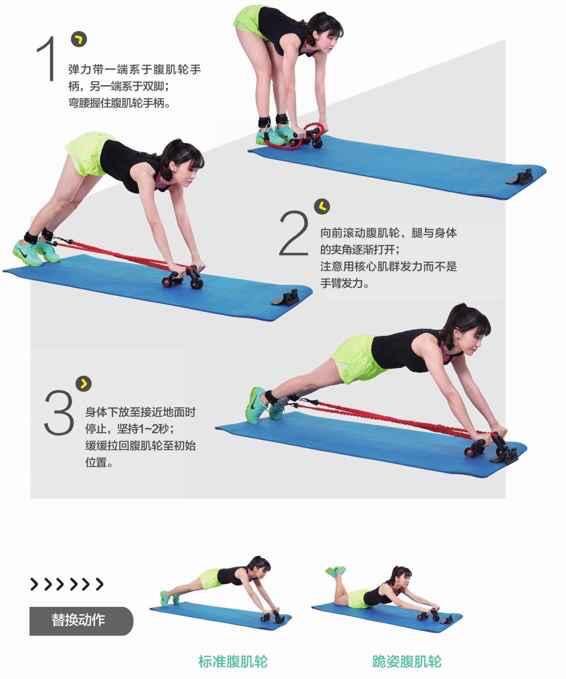 1
弹力带一端系于腹肌轮手
柄，另一端系于双脚；
弯腰握住腹肌轮手柄。
2
向前滚动腹肌轮，腿与身体
的夹角逐渐打开；
注意用核心肌群发力而不是
手臂发力。
3
身体下放至接近地面时
停止，坚持1~2秒；
缓缓拉回腹肌轮至初始
位置。
替换动作
标准腹肌轮
跪姿腹肌轮